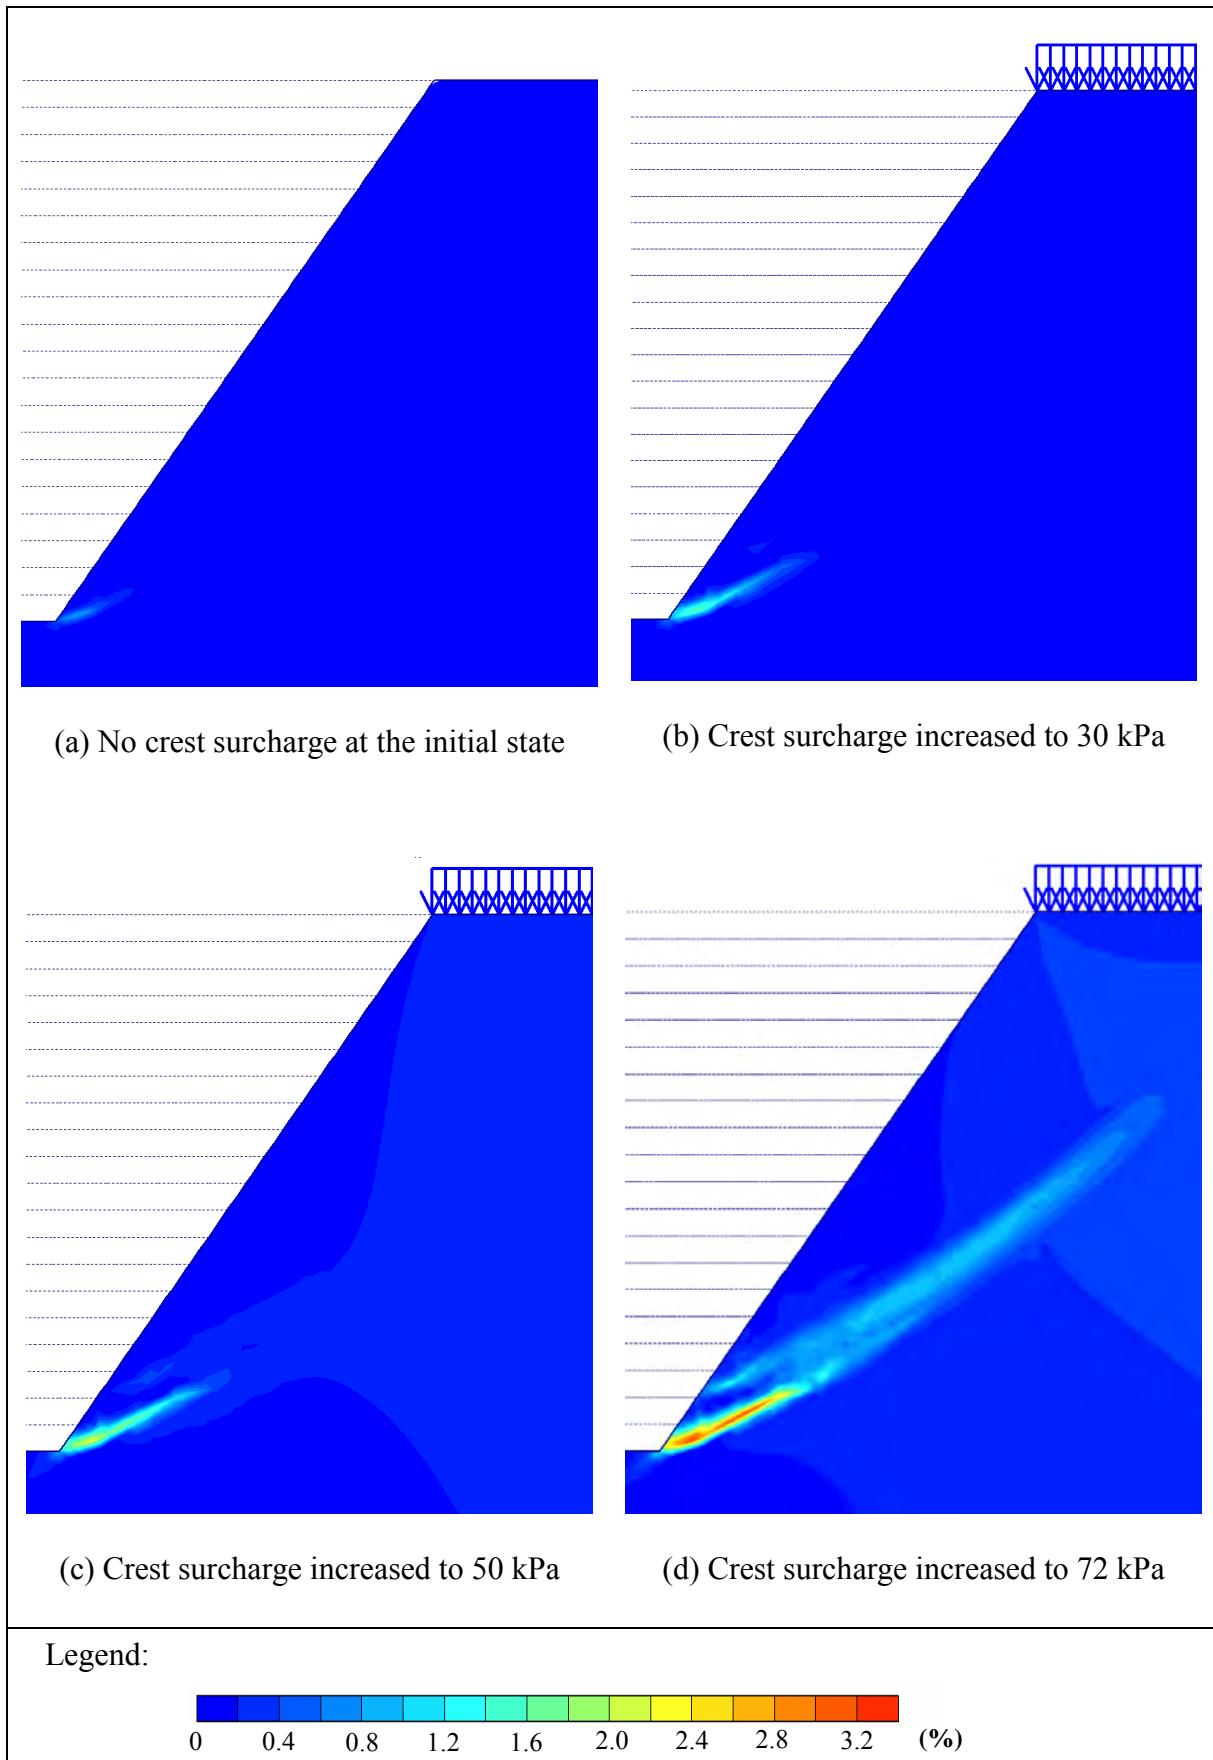 (a) No crest surcharge at the initial state
(b) Crest surcharge increased to 30 kPa
(c) Crest surcharge increased to 50 kPa
(d) Crest surcharge increased to 72 kPa
Legend:
0 0.4 0.8 1.2 1.6 2.0 2.4 2.8 3.2 (%)